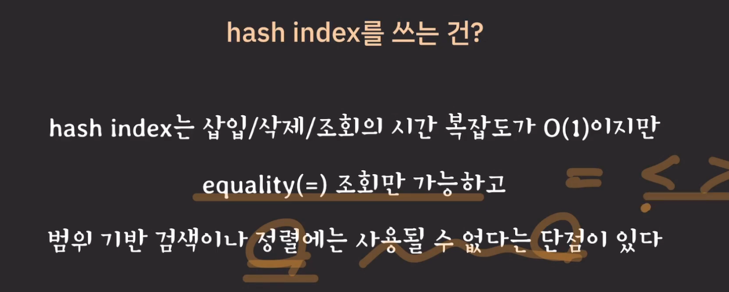 hash index를 쓰는 건?
hash index는 삽입/삭제/조회의 시간 복잡도가 O(1)이지만
equality(=) 조회만 가능하고
= < >
범위 기반 검색이나 정렬에는 사용될 수 없다는 단점이 있다